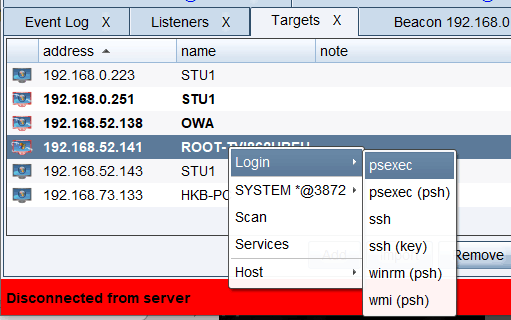 Event Log X Listeners X Targets X Beacon 192.168.0
address name note
192.168.0.223 STU1
192.168.0.251 STU1
192.168.52.138 OWA
192.168.52.141
192.168.52.143 STU1
192.168.73.133 HKB-PC
Login
SYSTEM *@3872
Scan
Services
Host
psexec
psexec (psh)
ssh
ssh (key)
winrm (psh)
wmi (psh)
Add
Remove
Disconnected from server